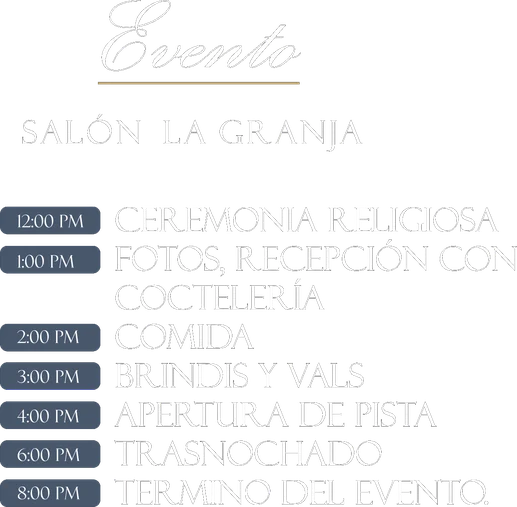 Evento
SALÓN LA GRANJA
12:00 PM CEREMONIA RELIGIOSA
1:00 PM FOTOS, RECEPCIÓN CON
COCTELERÍA
2:00 PM COMIDA
3:00 PM BRINDIS Y VALS
4:00 PM APERTURA DE PISTA
6:00 PM TRASNOCHADO
8:00 PM TERMINO DEL EVENTO.